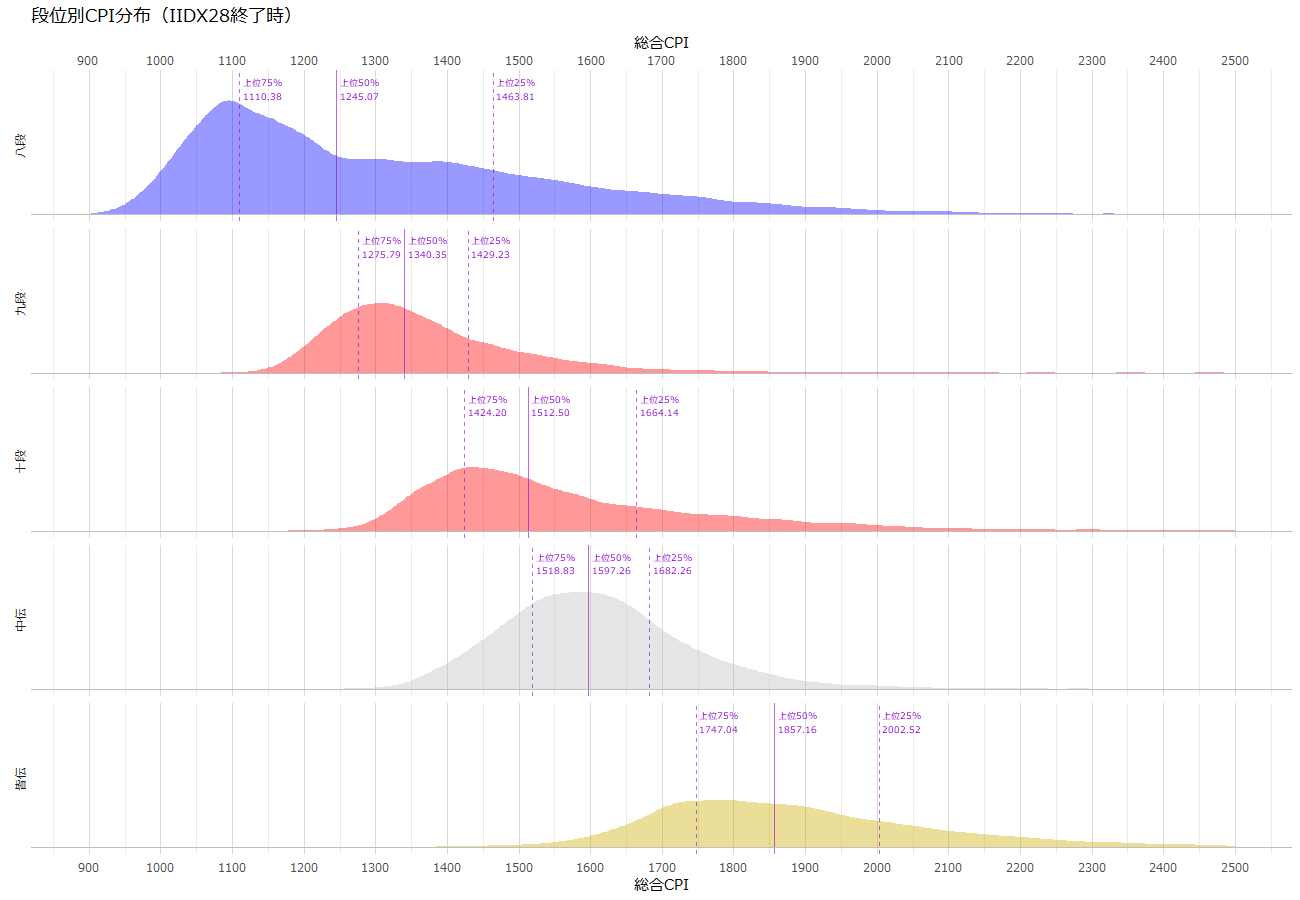 段位別CPI分布（IIDX28終了時）
総合CPI
900 1000 1100 1200 1300 1400 1500 1600 1700 1800 1900 2000 2100 2200 2300 2400 2500
八段
上位75% 上位50% 上位25%
1110.38 1245.07 1463.81
九段
上位75% 上位50% 上位25%
1275.79 1340.35 1429.23
十段
上位75% 上位50% 上位25%
1424.20 1512.50 1664.14
中伝
上位75% 上位50% 上位25%
1518.83 1597.26 1682.26
皆伝
上位75% 上位50% 上位25%
1747.04 1857.16 2002.52
900 1000 1100 1200 1300 1400 1500 1600 1700 1800 1900 2000 2100 2200 2300 2400 2500
総合CPI